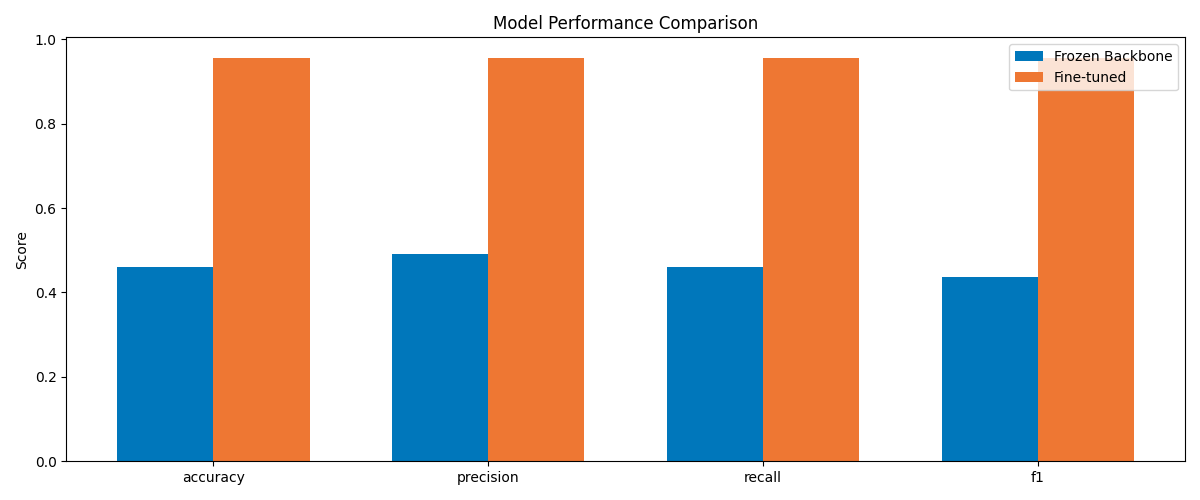 Model Performance Comparison
1.0
0.8
0.6
0.4
0.2
0.0
Score
Frozen Backbone
Fine-tuned
accuracy precision recall f1